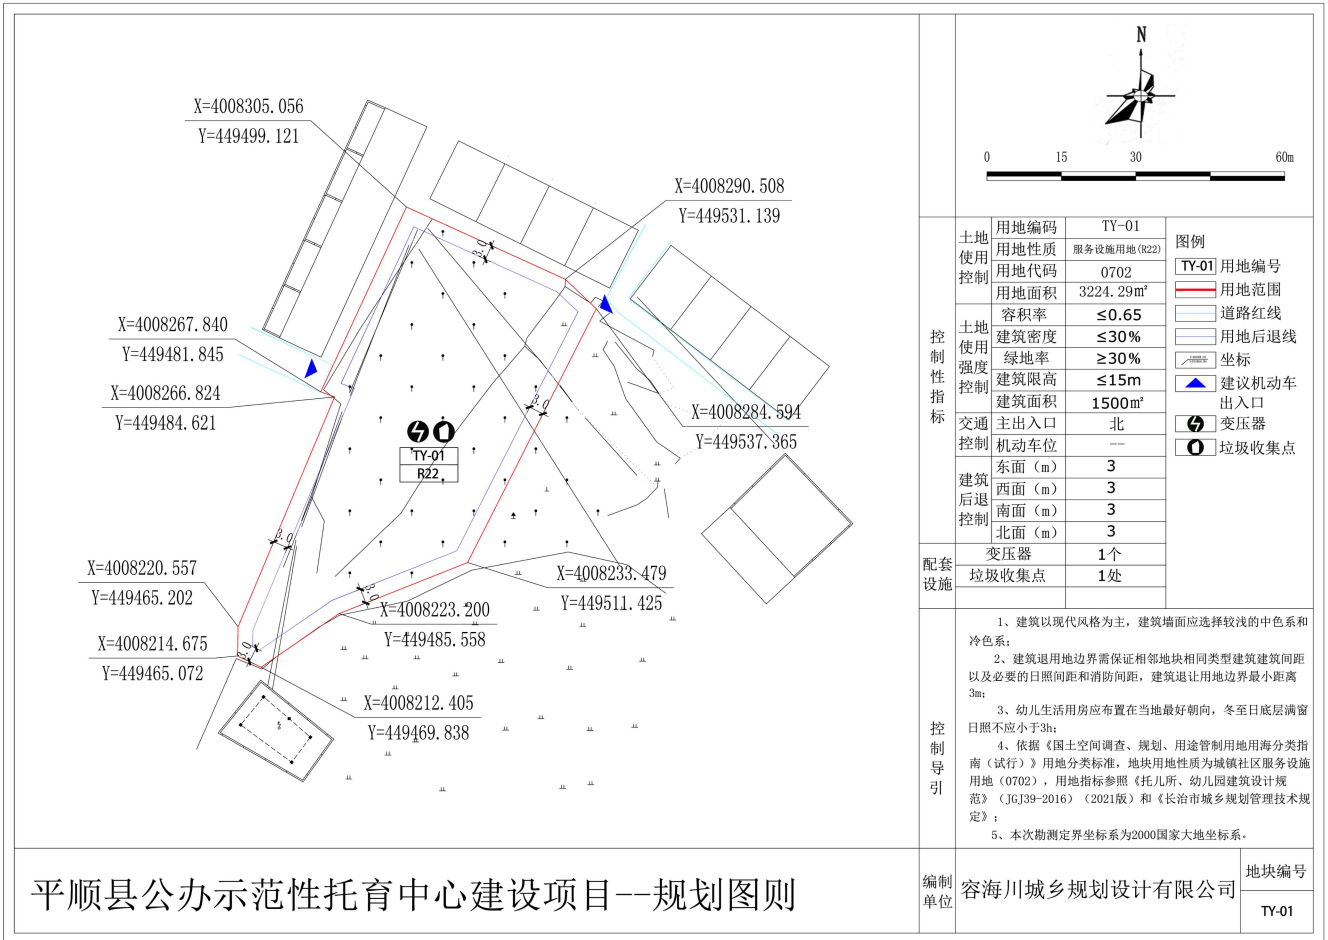 X=4008305.056
Y=449499.121
X=4008290.508
Y=449531.139
X=4008267.840
Y=449481.845
X=4008266.824
Y=449484.621
X=4008284.594
Y=449537.365
3.0
3.0
TY-01
R22
3.0
X=4008220.557
Y=449465.202
X=4008233.479
Y=449511.425
3.0
X=4008223.200
Y=449485.558
X=4008214.675
Y=449465.072
3.0
X=4008212.405
Y=449469.838
N
0 15 30 60m
控制性指标
土地使用控制
用地编码 TY-01
用地性质 服务设施用地(R22)
用地代码 0702
用地面积 3224.29㎡
土地使用强度控制
容积率 ≤0.65
建筑密度 ≤30%
绿地率 ≥30%
建筑限高 ≤15m
建筑面积 1500㎡
交通控制
主出入口 北
机动车位 --
建筑后退控制
东面（m） 3
西面（m） 3
南面（m） 3
北面（m） 3
配套设施
变压器 1个
垃圾收集点 1处
图例
TY-01 用地编号
用地范围
道路红线
用地后退线
坐标
建议机动车
出入口
变压器
垃圾收集点
控制导引
1、建筑以现代风格为主，建筑墙面应选择较浅的中色系和
冷色系；
2、建筑退用地边界需保证相邻地块相同类型建筑建筑间距
以及必要的日照间距和消防间距，建筑退让用地边界最小距离
3m；
3、幼儿生活用房应布置在当地最好朝向，冬至日底层满窗
日照不应小于3h；
4、依据《国土空间调查、规划、用途管制用地用海分类指
南（试行）》用地分类标准，地块用地性质为城镇社区服务设施
用地（0702），用地指标参照《托儿所、幼儿园建筑设计规
范》（JGJ39-2016）（2021版）和《长治市城乡规划管理技术规
定》；
5、本次勘测定界坐标系为2000国家大地坐标系。
平顺县公办示范性托育中心建设项目--规划图则
编制单位
容海川城乡规划设计有限公司
地块编号
TY-01